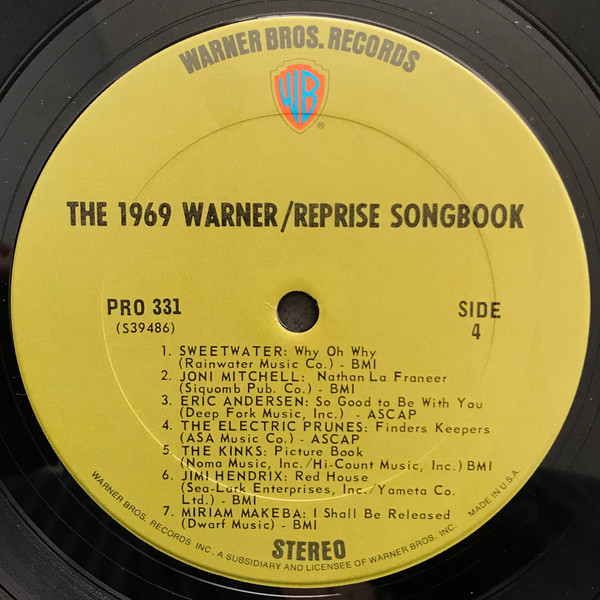 WARNER BROS. RECORDS
WB
®
THE 1969 WARNER/REPRISE SONGBOOK
PRO 331
(S39486)
SIDE
4
1. SWEETWATER: Why Oh Why
(Rainwater Music Co.) - BMI
2. JONI MITCHELL: Nathan La Franeer
(Siquomb Pub. Co.) - BMI
3. ERIC ANDERSEN: So Good to Be With You
(Deep Fork Music, Inc.) - ASCAP
4. THE ELECTRIC PRUNES: Finders Keepers
(ASA Music Co.) - ASCAP
5. THE KINKS: Picture Book
(Noma Music, Inc./Hi-Count Music, Inc.) BMI
6. JIMI HENDRIX: Red House
(Sea-Lark Enterprises, Inc./Yameta Co.
Ltd.) - BMI
7. MIRIAM MAKEBA: I Shall Be Released
(Dwarf Music) - BMI
STEREO
WARNER BROS. RECORDS INC., A SUBSIDIARY AND LICENSEE OF WARNER BROS. INC. MADE IN U.S.A.